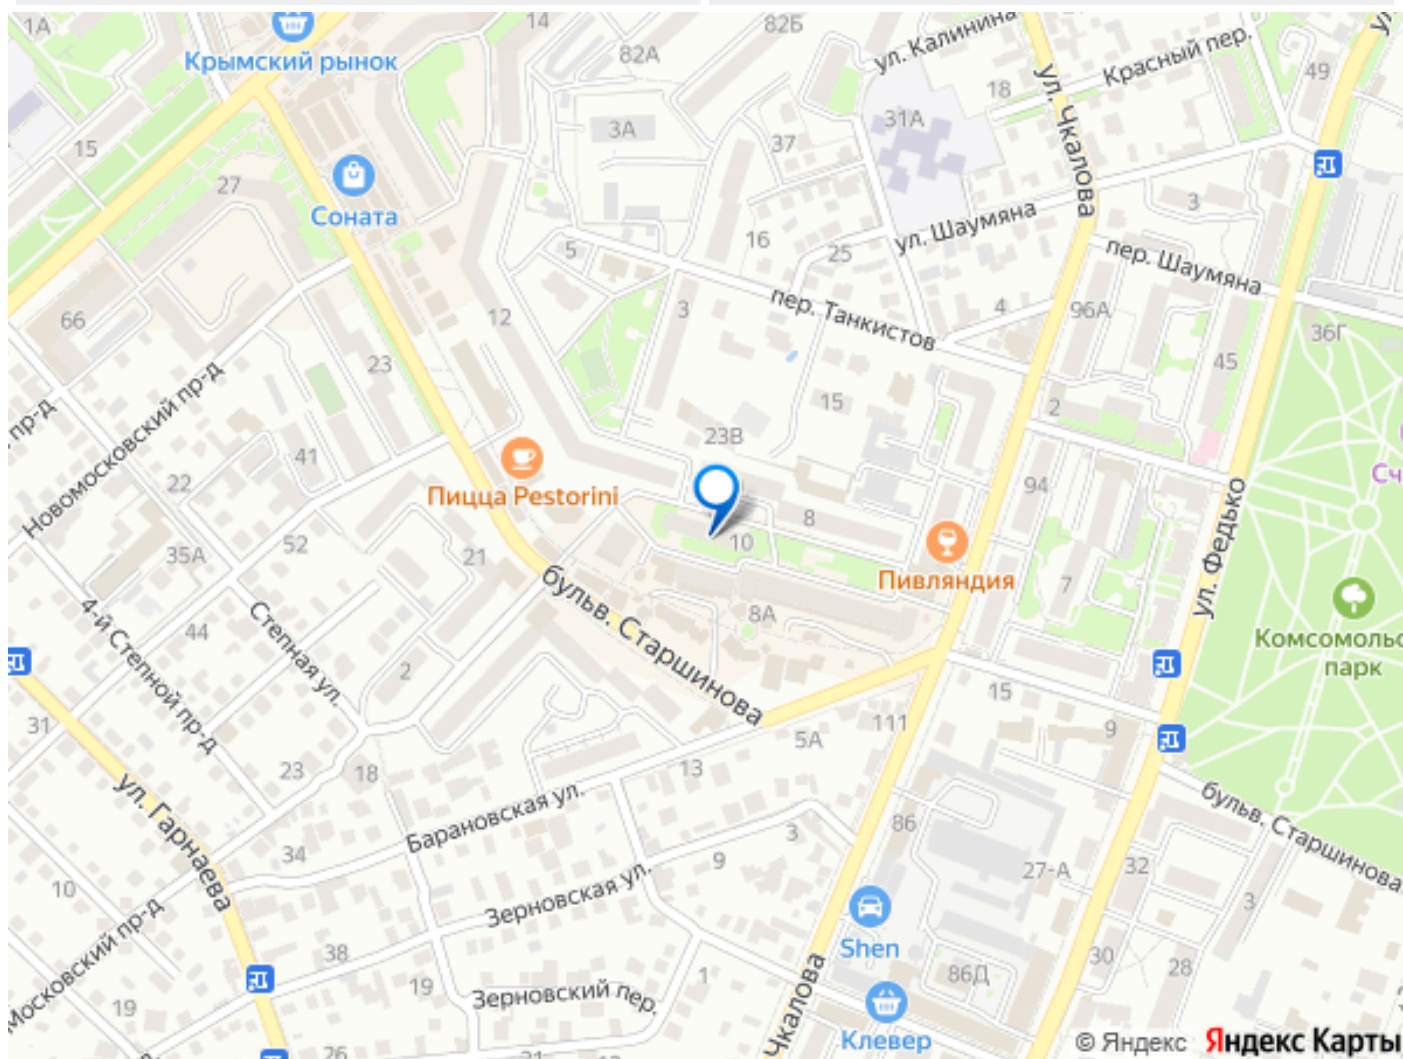 1А
14
82Б
82А
ул. Калинина
Красный пер.
49
Крымский рынок
ул. Чкалова
18
31А
3А
37
15
27
Соната
3
ул. Шаумяна
16
25
5
пер. Шаумяна
пер. Танкистов
4
96А
66
12
3
36Г
45
23
15
2
пр-д
Новомосковский пр-д
23В
41
22
Пицца Pestorini
94
Сч
52
8
10
35А
21
Пивляндия
7
ул. Федько
4-й Степной пр-д
Степная ул.
бульв. Старшинова
8А
44
Комсомольс
парк
2
31
15
111
5А
9
23
18
13
ул. Гарнаева
Барановская ул.
бульв. Старшинова
86
3
34
9
27-А
32
10
Зерновская ул.
3
Московский пр-д
38
Shen
30
28
19
19
Зерновский пер.
1
86Д
Чкалова
Клевер
26
12
13
© Яндекс Яндекс Карты